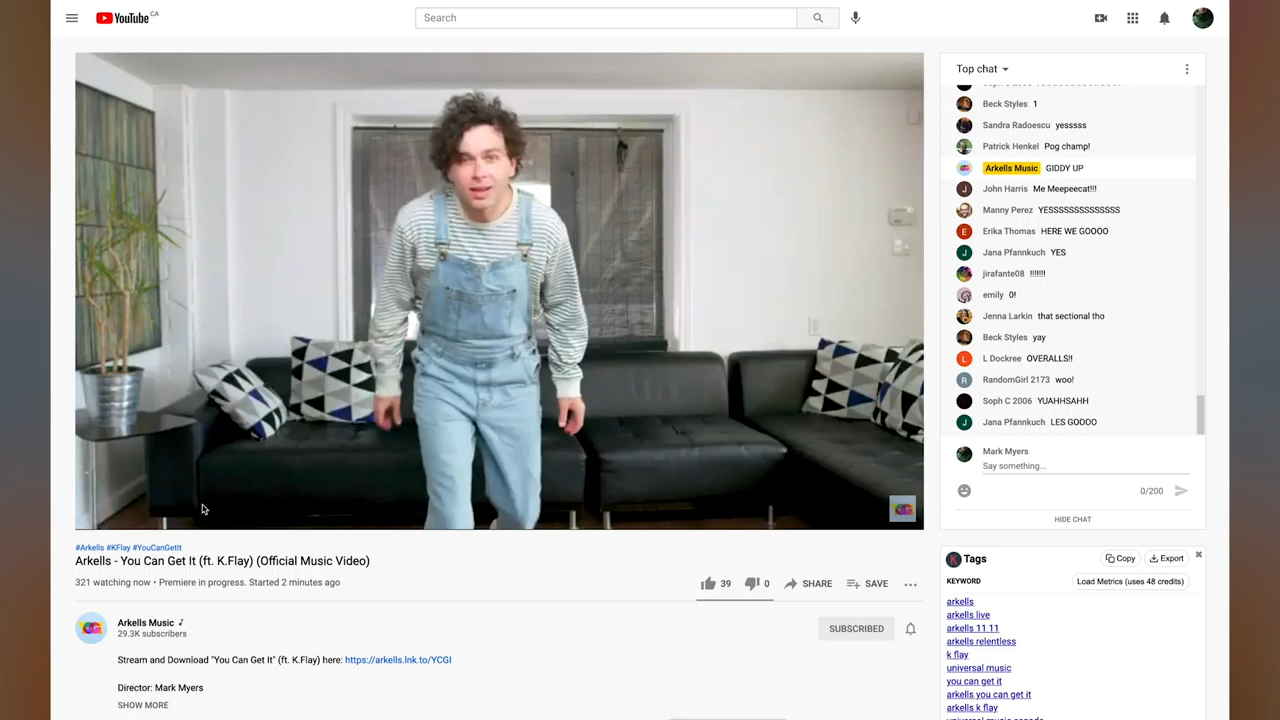 YouTube CA
Search
Top chat
Beck Styles 1
Sandra Radoescu yesssss
Patrick Henkel Pog champ!
Arkells Music GIDDY UP
John Harris Me Meepeecat!!!
Manny Perez YESSSSSSSSSSSSS
Erika Thomas HERE WE GOOOO
Jana Pfannkuch YES
jirafante08 !!!!!!!
emily 0!
Jenna Larkin that sectional tho
Beck Styles yay
L Dockree OVERALLS!!
RandomGirl 2173 woo!
Soph C 2006 YUAHHSAHH
Jana Pfannkuch LES GOOOO
Mark Myers
Say something...
0/200
HIDE CHAT
#Arkells #KFlay #YouCanGetIt
Arkells - You Can Get It (ft. K.Flay) (Official Music Video)
321 watching now • Premiere in progress. Started 2 minutes ago
39 0 SHARE SAVE
Arkells Music
29.3K subscribers
SUBSCRIBED
Stream and Download "You Can Get It" (ft. K.Flay) here: https://arkells.lnk.to/YCGI
Director: Mark Myers
SHOW MORE
Tags
Copy Export
KEYWORD
Load Metrics (uses 48 credits)
arkells
arkells live
arkells 11 11
arkells relentless
k flay
universal music
you can get it
arkells you can get it
arkells k flay